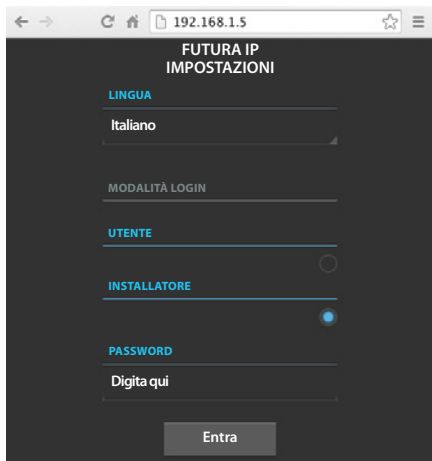 192.168.1.5
FUTURA IP
IMPOSTAZIONI
LINGUA
Italiano
MODALITÀ LOGIN
UTENTE
INSTALLATORE
PASSWORD
Digita qui
Entra